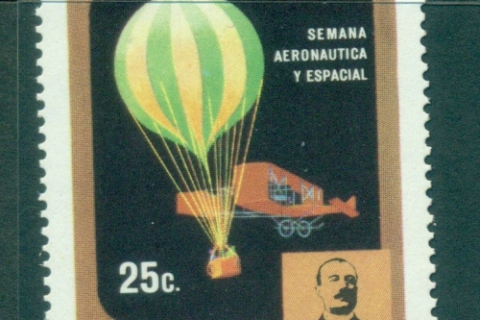 SEMANA
AERONAUTICA
Y ESPACIAL
25c.